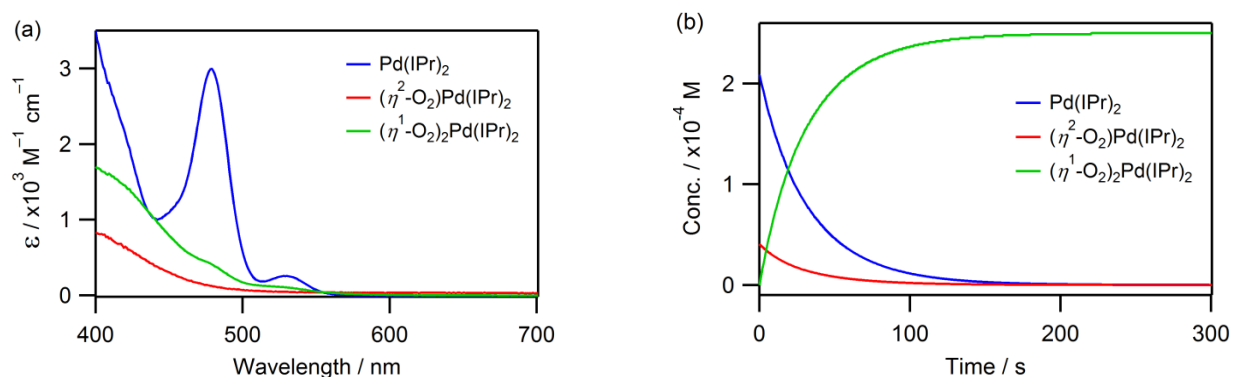 (a)
ε / x10³ M⁻¹ cm⁻¹
3
2
1
0
400
500
600
700
Wavelength / nm
Pd(IPr)₂
(η²-O₂)Pd(IPr)₂
(η¹-O₂)₂Pd(IPr)₂
(b)
Conc. / x10⁻⁴ M
2
1
0
0
100
200
300
Time / s
Pd(IPr)₂
(η²-O₂)Pd(IPr)₂
(η¹-O₂)₂Pd(IPr)₂